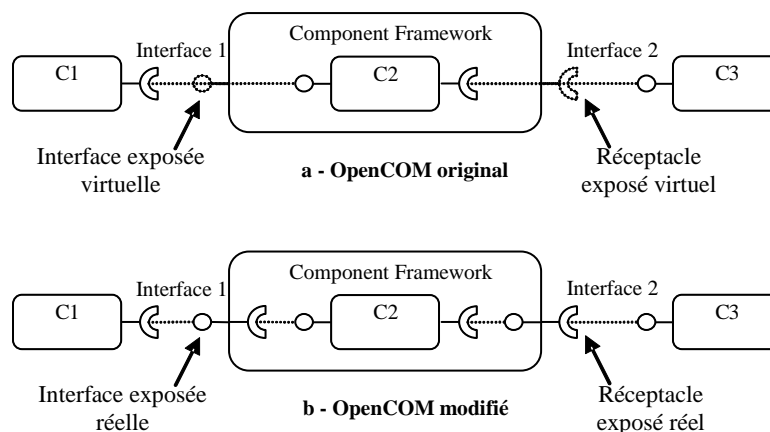 Component Framework
Interface 1
Interface 2
C1
C2
C3
Interface exposée
virtuelle
a - OpenCOM original
Réceptacle
exposé virtuel
Component Framework
Interface 1
Interface 2
C1
C2
C3
Interface exposée
réelle
b - OpenCOM modifié
Réceptacle
exposé réel